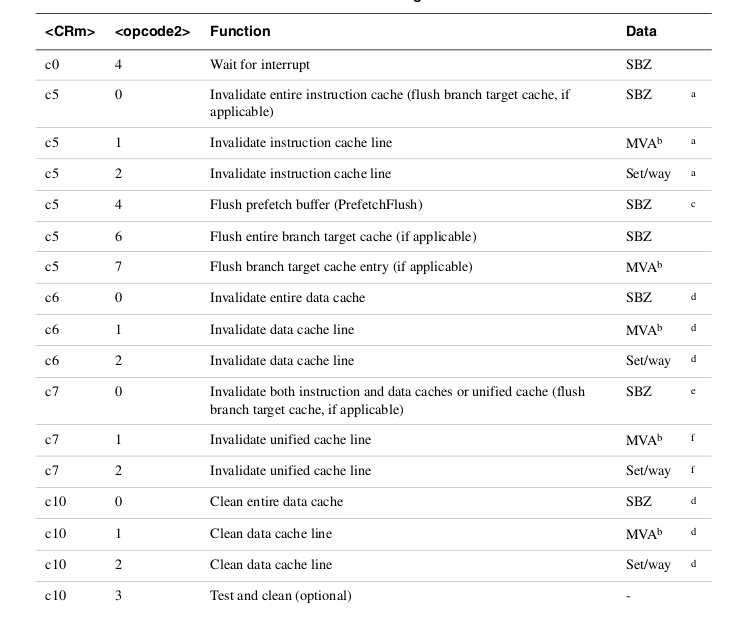 <CRm> <opcode2> Function Data
c0 4 Wait for interrupt SBZ
c5 0 Invalidate entire instruction cache (flush branch target cache, if SBZ a
applicable)
c5 1 Invalidate instruction cache line MVAb a
c5 2 Invalidate instruction cache line Set/way a
c5 4 Flush prefetch buffer (PrefetchFlush) SBZ c
c5 6 Flush entire branch target cache (if applicable) SBZ
c5 7 Flush branch target cache entry (if applicable) MVAb
c6 0 Invalidate entire data cache SBZ d
c6 1 Invalidate data cache line MVAb d
c6 2 Invalidate data cache line Set/way d
c7 0 Invalidate both instruction and data caches or unified cache (flush SBZ e
branch target cache, if applicable)
c7 1 Invalidate unified cache line MVAb f
c7 2 Invalidate unified cache line Set/way f
c10 0 Clean entire data cache SBZ d
c10 1 Clean data cache line MVAb d
c10 2 Clean data cache line Set/way d
c10 3 Test and clean (optional) -